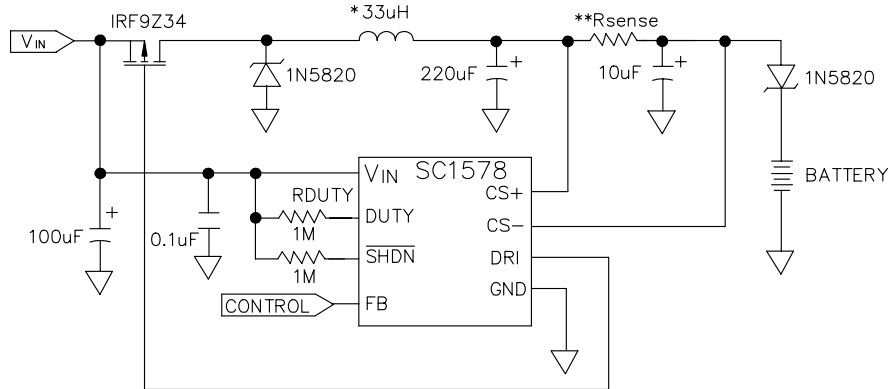 IRF9Z34
*33uH
**Rsense
VIN
1N5820
220uF
+
10uF
+
1N5820
SC1578
VIN
RDUTY
CS+
BATTERY
DUTY
+
1M
CS-
100uF
0.1uF
SHDN
DRI
1M
GND
CONTROL
FB